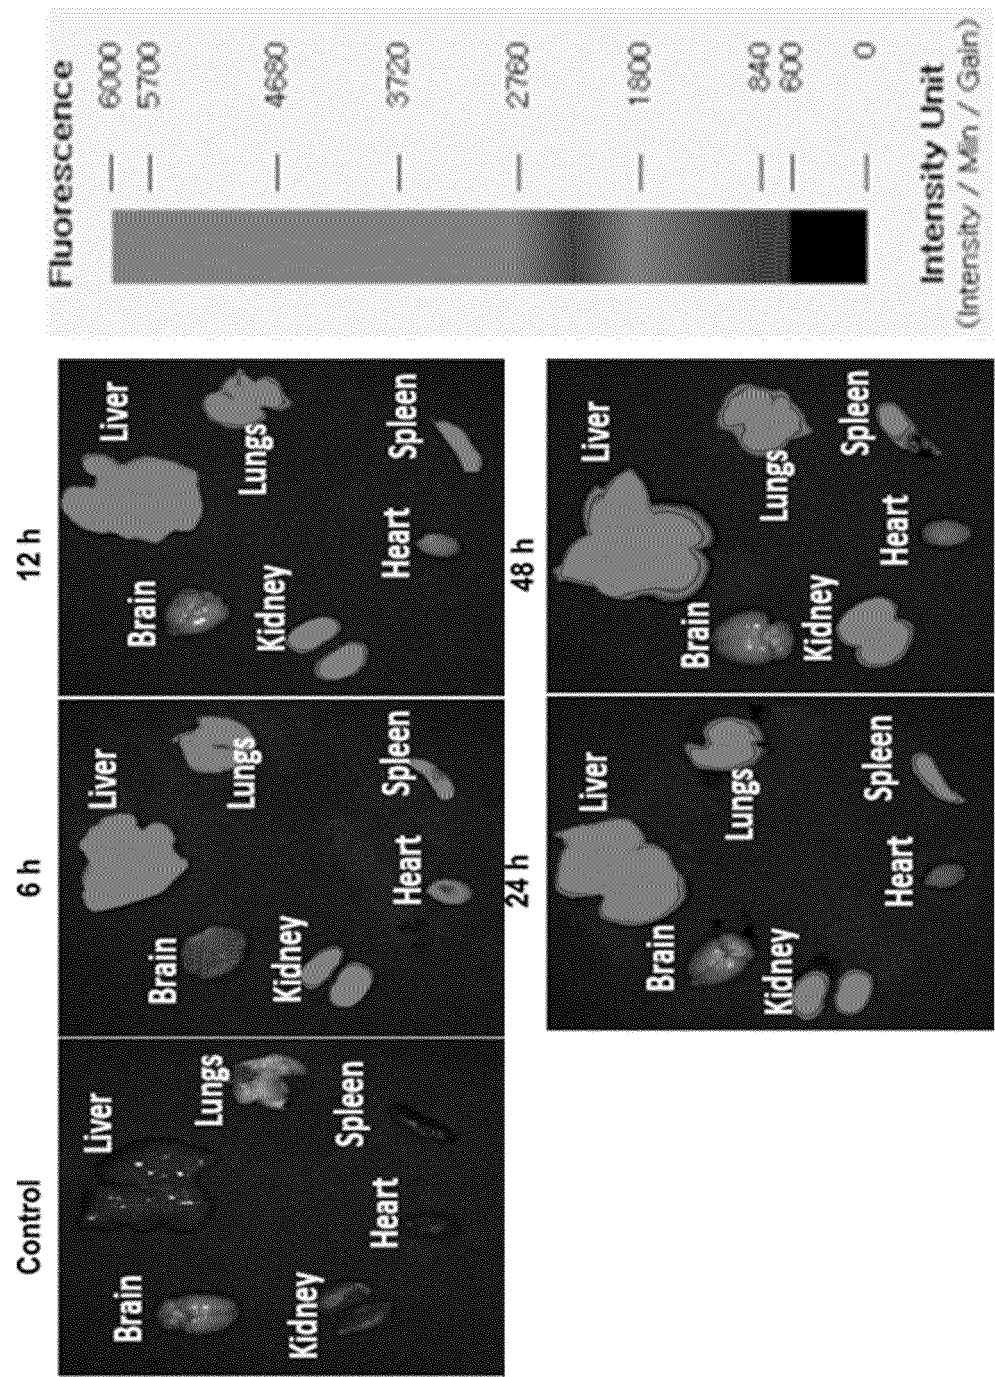 Control
Brain
Liver
Lungs
Kidney
Heart
Spleen
6 h
Brain
Liver
Lungs
Kidney
Heart
Spleen
12 h
Brain
Liver
Lungs
Kidney
Heart
Spleen
24 h
Brain
Liver
Lungs
Kidney
Heart
Spleen
48 h
Brain
Liver
Lungs
Kidney
Heart
Spleen
Fluorescence
6000
5700
4680
3720
2760
1800
840
600
0
Intensity Unit
(Intensity / Min / Gain)